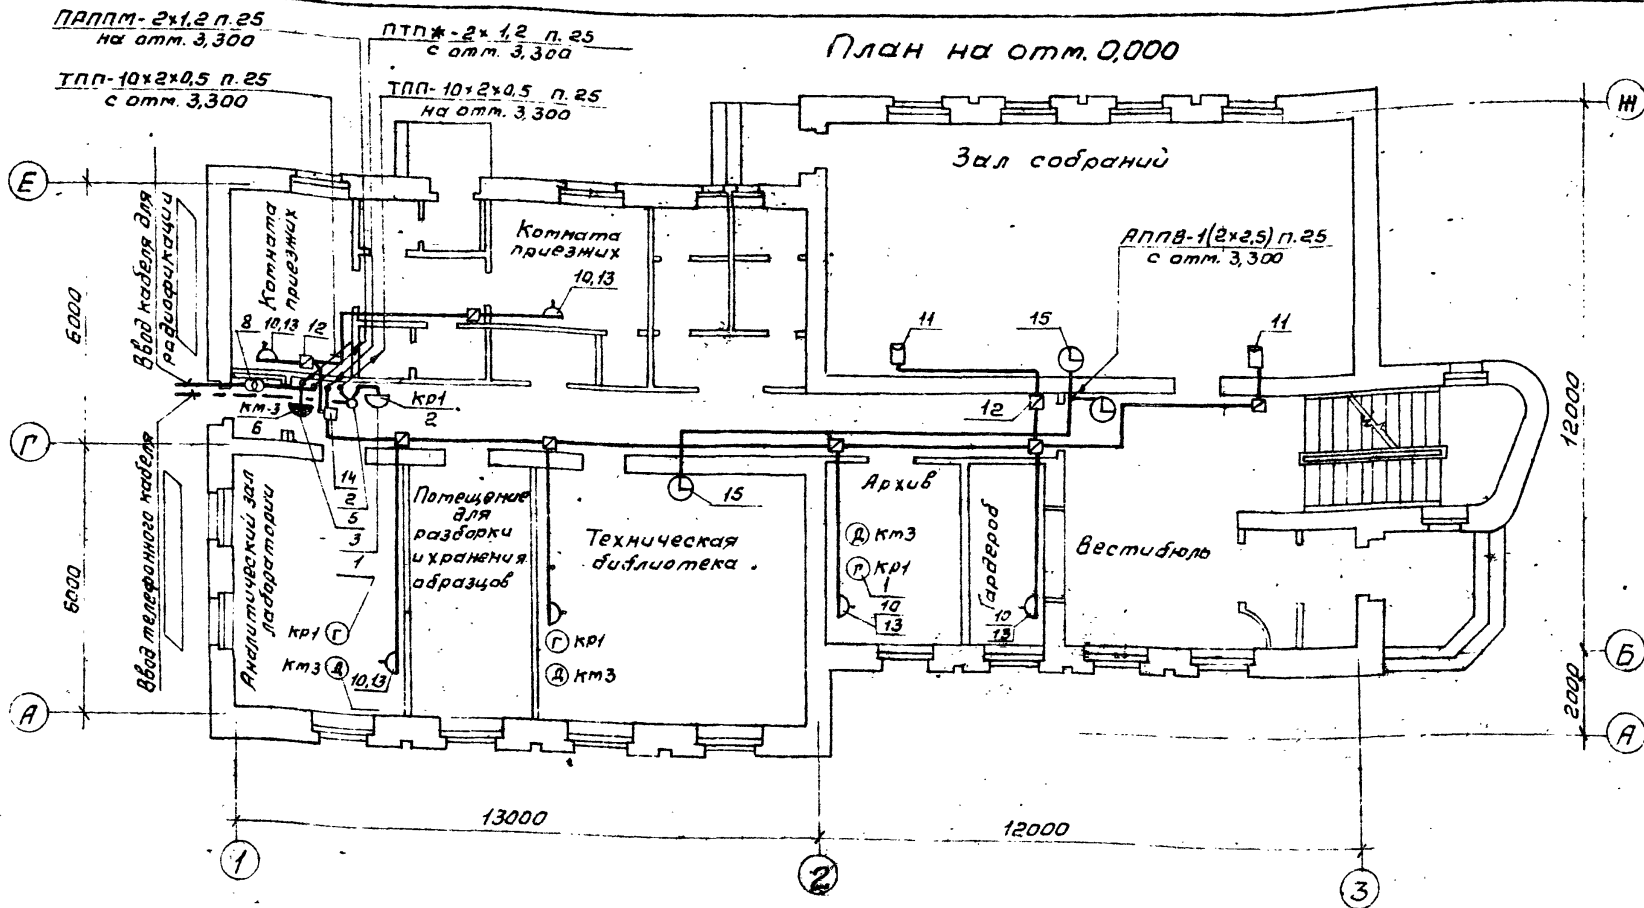 ПРППМ-2х1,2 п.25
на отм. 3,300
ПТПЖ-2х1,2 п.25
с отм. 3,300
План на отм. 0,000
ТПП-10х2х0,5 п.25
с отм. 3,300
ТПП-10х2х0,5 п.25
на отм. 3,300
Ж
Зал собраний
Е
Ввод кабеля для
радиофикации
Комната
приезжих
Комната
приезжих
10,13
АППВ-1(2х2,5) п.25
с отм. 3,300
6000
8
10,13
12
11
15
11
км-3
6
кр1
2
12
12000
Г
14
2
5
3
1
15
Ввод телефонного кабеля
Аналитический зал
лаборатории
Помещение
для
разборки
и хранения
образцов
Техническая
библиотека
Архив
Д км3
Г кр1
1
10
13
Гардероб
10
13
Вестибюль
6000
кр1 Г
км3 Д
10,13
Г кр1
Д км3
Б
2000
А
А
13000
12000
1
2
3